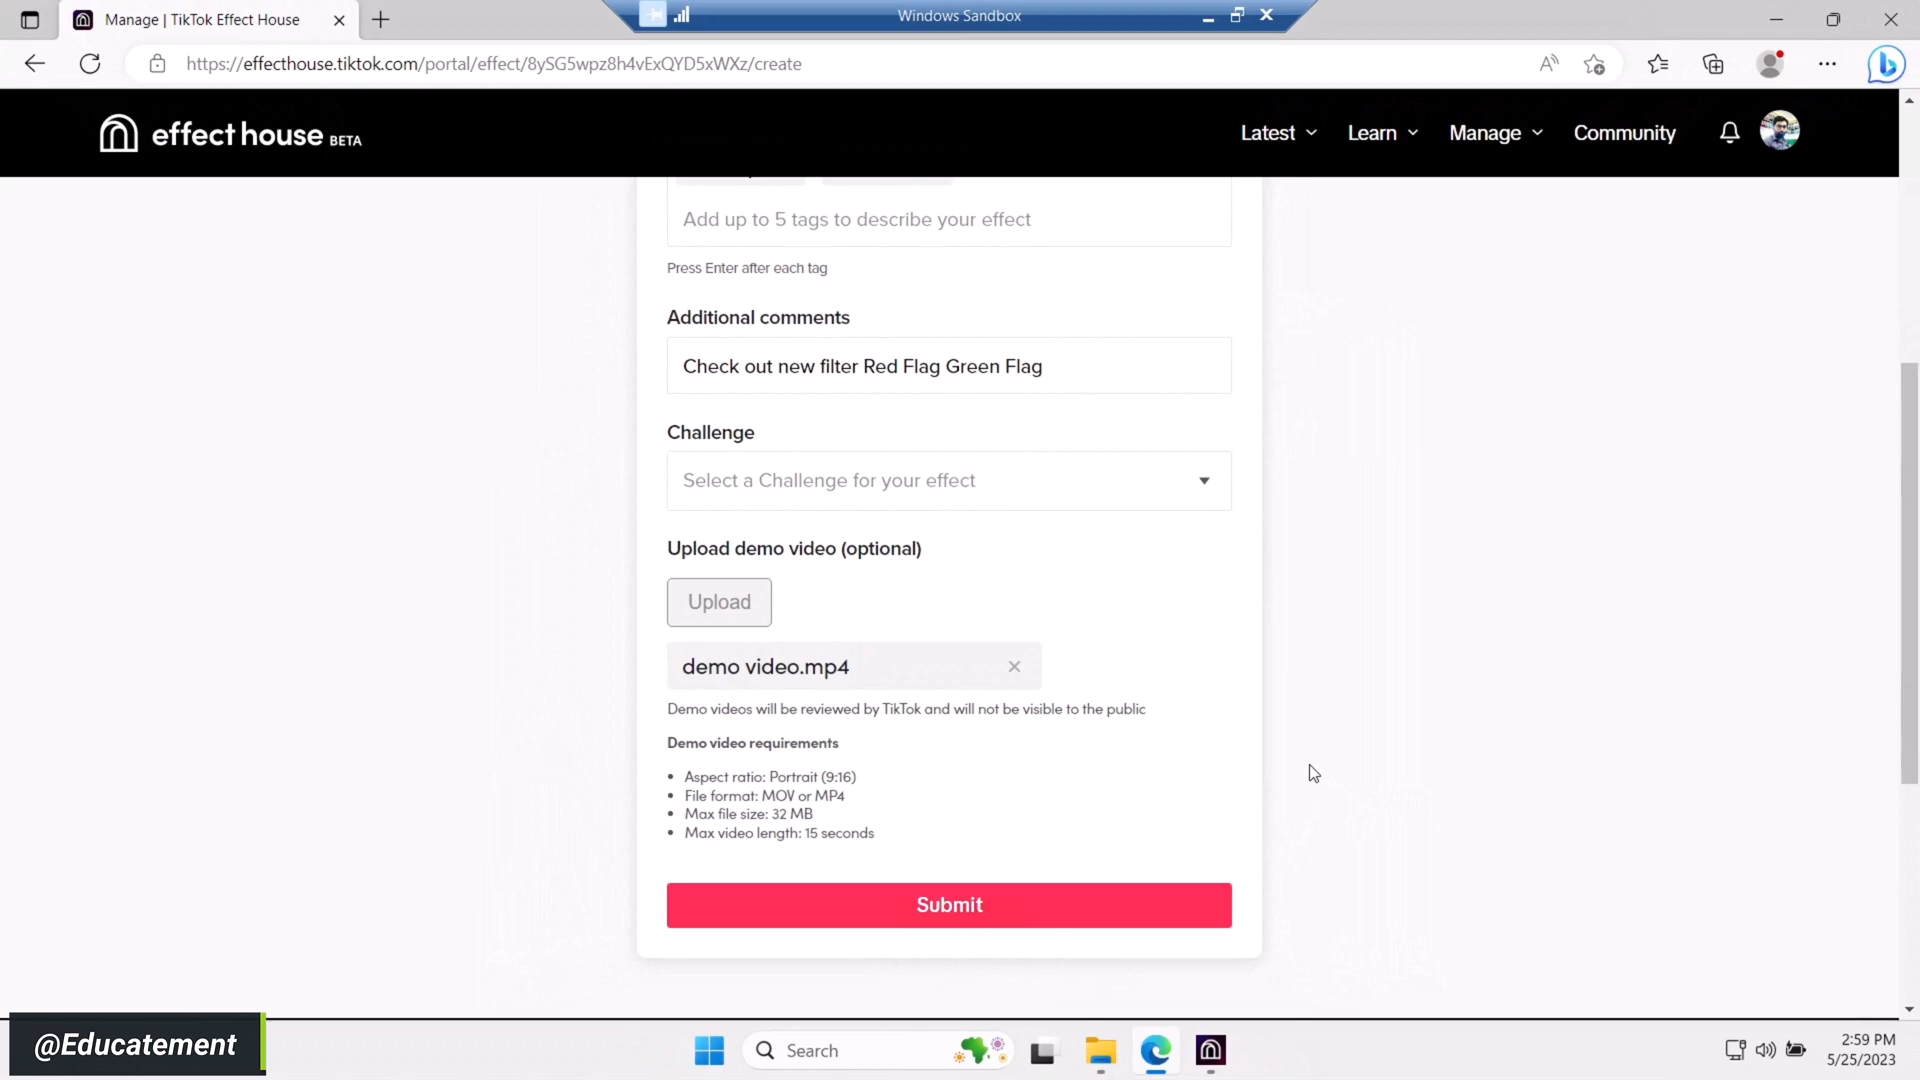 Manage | TikTok Effect House
Windows Sandbox
https://effecthouse.tiktok.com/portal/effect/8ySG5wpz8h4vExQYD5xWXz/create
effect house BETA
Latest
Learn
Manage
Community
Add up to 5 tags to describe your effect
Press Enter after each tag
Additional comments
Check out new filter Red Flag Green Flag
Challenge
Select a Challenge for your effect
Upload demo video (optional)
Upload
demo video.mp4
Demo videos will be reviewed by TikTok and will not be visible to the public
Demo video requirements
• Aspect ratio: Portrait (9:16)
• File format: MOV or MP4
• Max file size: 32 MB
• Max video length: 15 seconds
Submit
@Educatement
Search
2:59 PM
5/25/2023